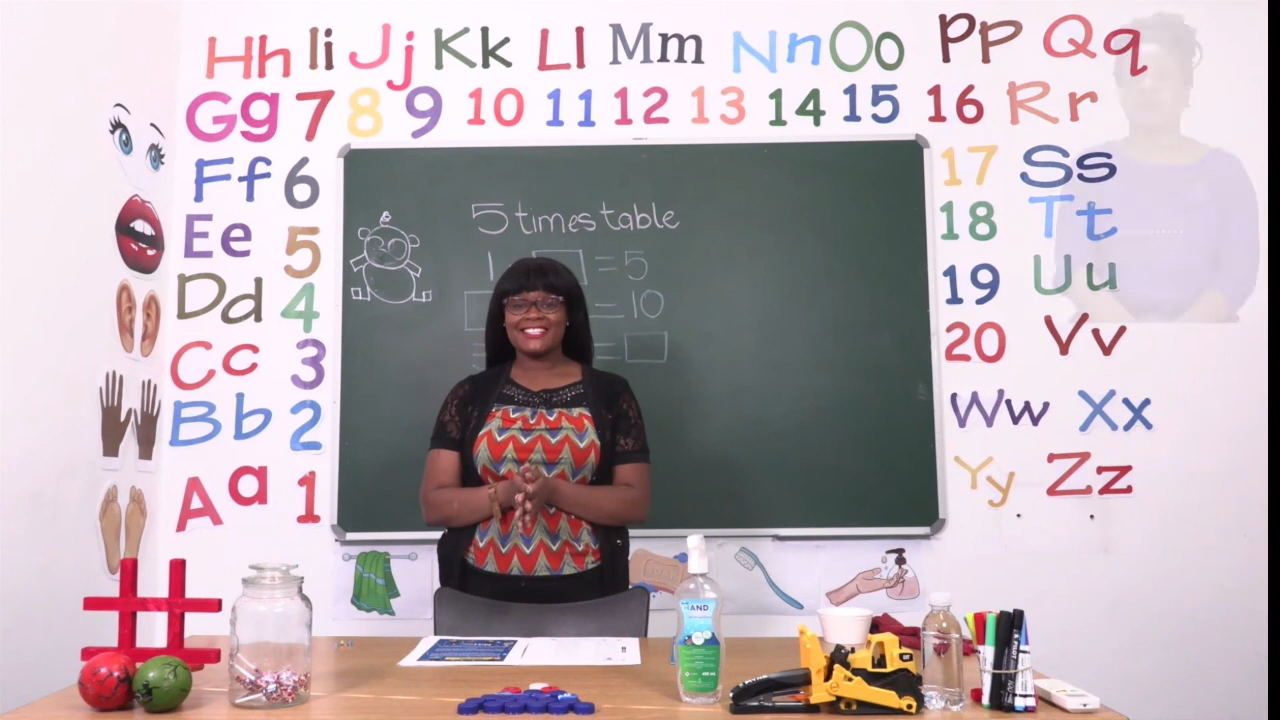 Hh Ii Jj Kk Ll Mm Nn Oo Pp Qq
Gg 7 8 9 10 11 12 13 14 15 16 Rr
Ff 6 17 Ss
Ee 5 18 Tt
Dd 4 19 Uu
Cc 3 20 Vv
Bb 2 Ww Xx
Aa 1 Yy Zz
5 times table
1 = 5
= 10
=
HAND
CAT
PILOT